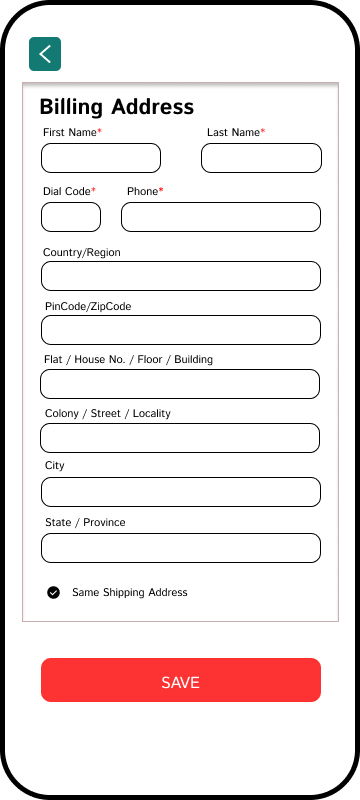 Billing Address
First Name* Last Name*
Dial Code* Phone*
Country/Region
PinCode/ZipCode
Flat / House No. / Floor / Building
Colony / Street / Locality
City
State / Province
Same Shipping Address
SAVE